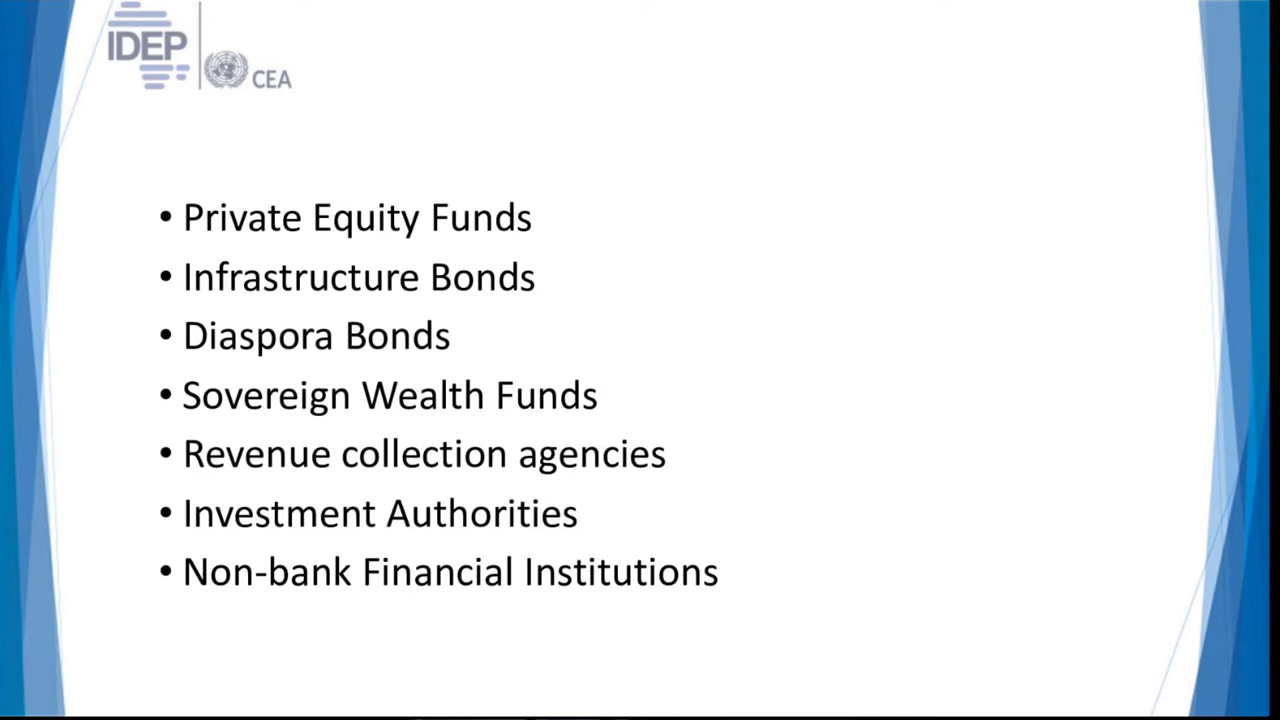 IDEP
CEA
• Private Equity Funds
• Infrastructure Bonds
• Diaspora Bonds
• Sovereign Wealth Funds
• Revenue collection agencies
• Investment Authorities
• Non-bank Financial Institutions